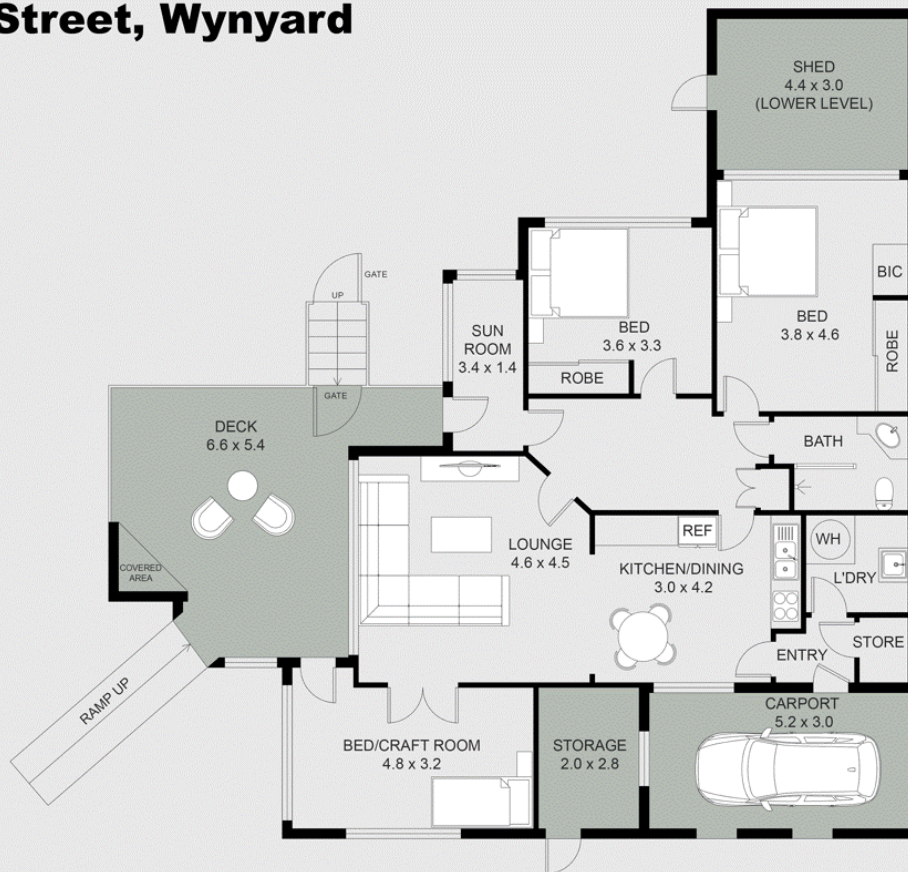 Street, Wynyard
SHED
4.4 x 3.0
(LOWER LEVEL)
GATE
UP
BIC
SUN
ROOM
3.4 x 1.4
BED
3.6 x 3.3
BED
3.8 x 4.6
ROBE
ROBE
GATE
DECK
6.6 x 5.4
BATH
REF
WH
LOUNGE
4.6 x 4.5
KITCHEN/DINING
3.0 x 4.2
L'DRY
COVERED
AREA
ENTRY
STORE
RAMP UP
CARPORT
5.2 x 3.0
BED/CRAFT ROOM
4.8 x 3.2
STORAGE
2.0 x 2.8